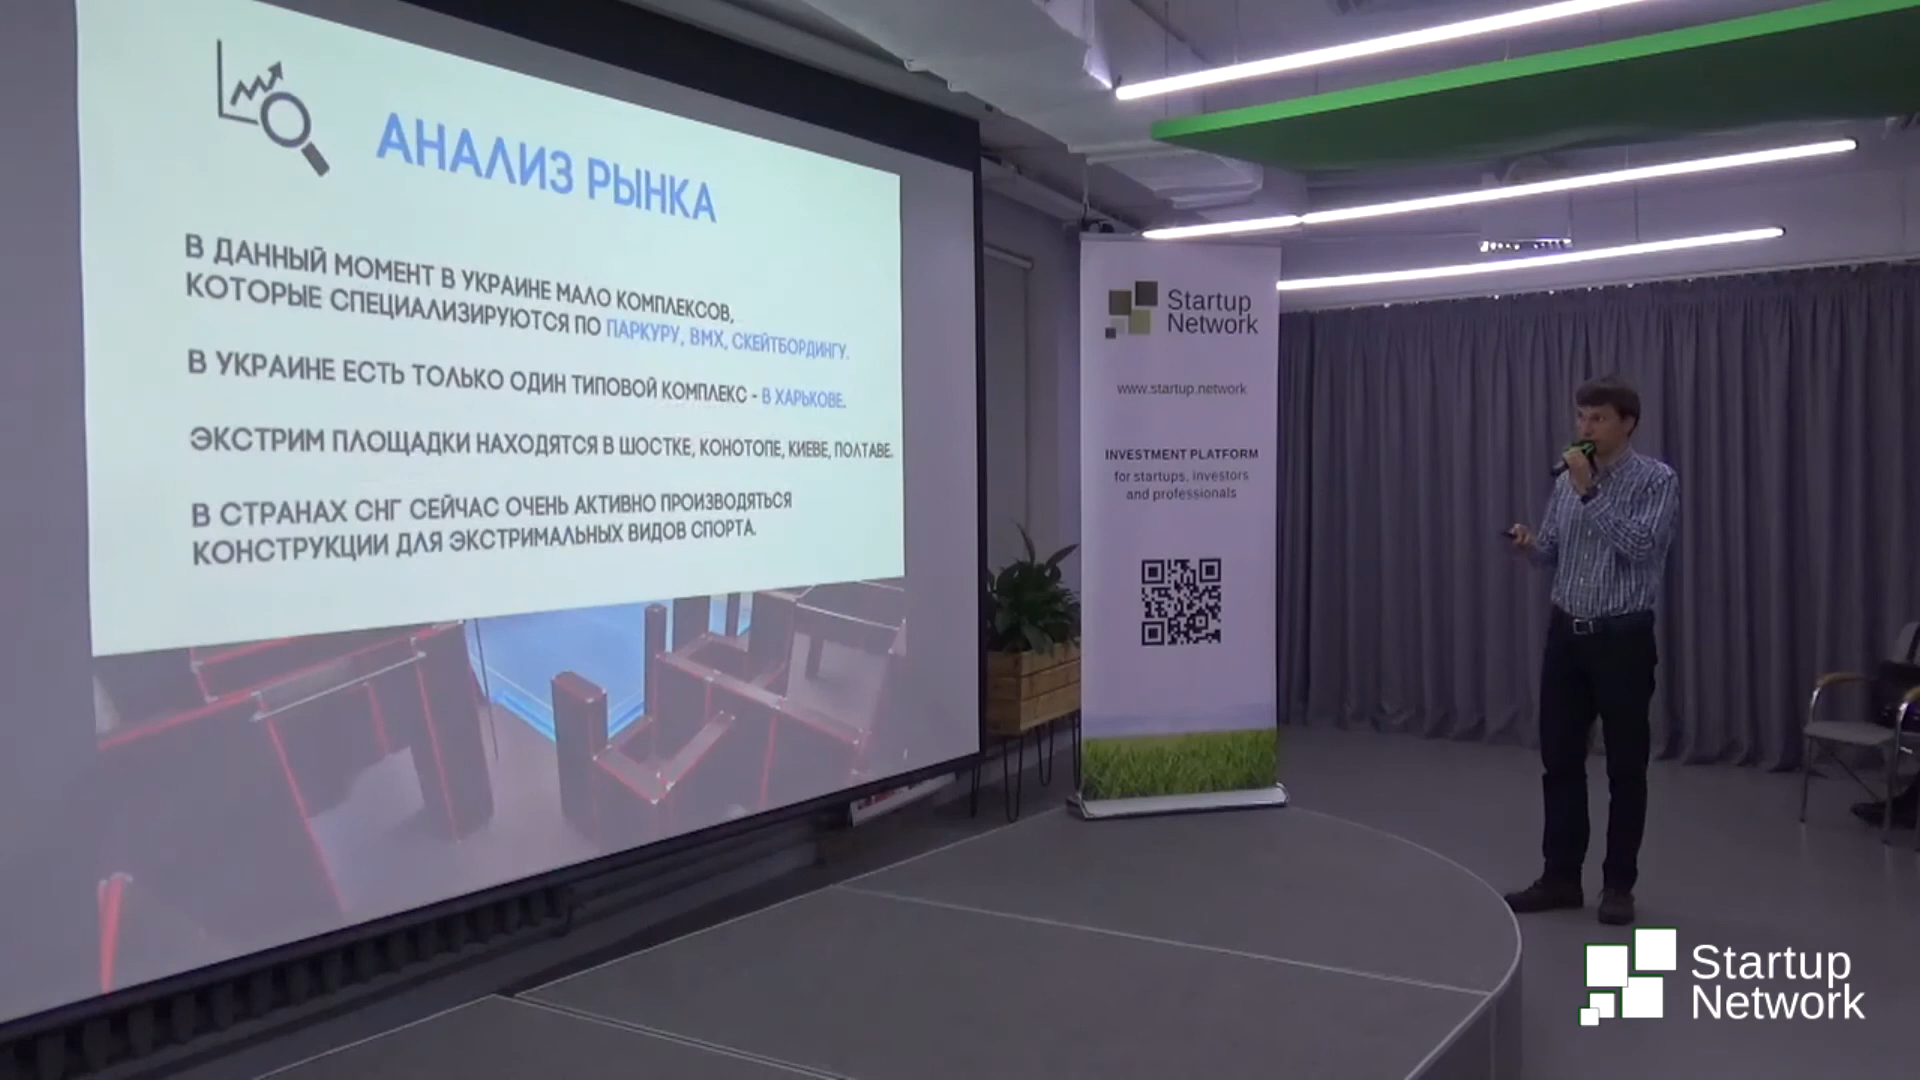 АНАЛИЗ РЫНКА
В ДАННЫЙ МОМЕНТ В УКРАИНЕ МАЛО КОМПЛЕКСОВ,
КОТОРЫЕ СПЕЦИАЛИЗИРУЮТСЯ ПО ПАРКУРУ, BMX, СКЕЙТБОРДИНГУ.
В УКРАИНЕ ЕСТЬ ТОЛЬКО ОДИН ТИПОВОЙ КОМПЛЕКС - В ХАРЬКОВЕ.
ЭКСТРИМ ПЛОЩАДКИ НАХОДЯТСЯ В ШОСТКЕ, КОНОТОПЕ, КИЕВЕ, ПОЛТАВЕ.
В СТРАНАХ СНГ СЕЙЧАС ОЧЕНЬ АКТИВНО ПРОИЗВОДЯТЬСЯ
КОНСТРУКЦИИ ДЛЯ ЭКСТРИМАЛЬНЫХ ВИДОВ СПОРТА.
Startup
Network
www.startup.network
INVESTMENT PLATFORM
for startups, investors
and professionals
Startup
Network